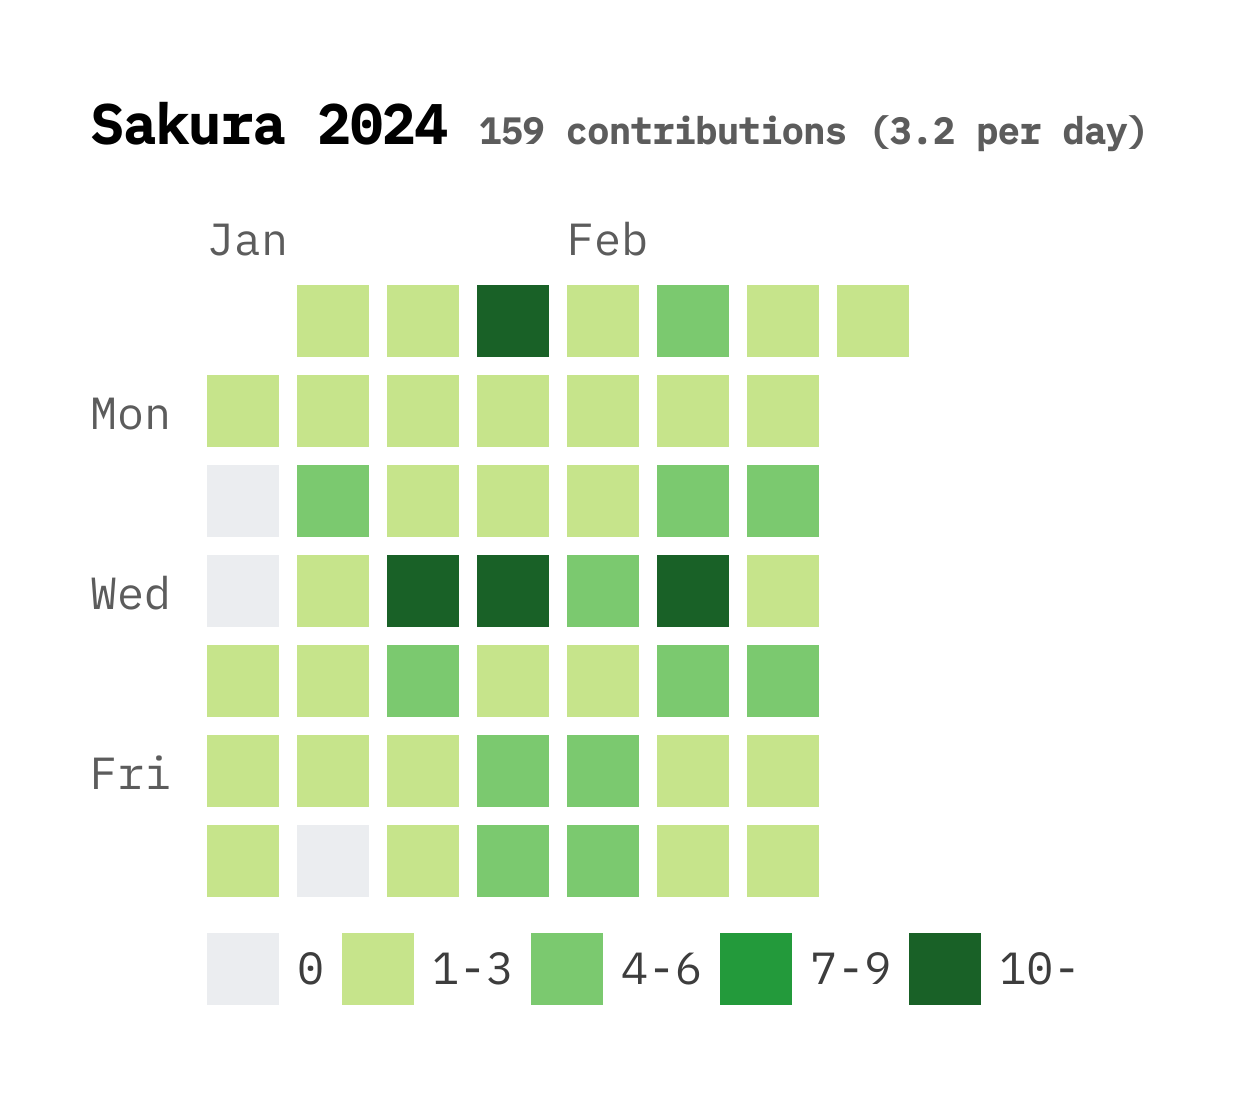 Sakura 2024 159 contributions (3.2 per day)
Jan Feb
Mon
Wed
Fri
0 1-3 4-6 7-9 10-